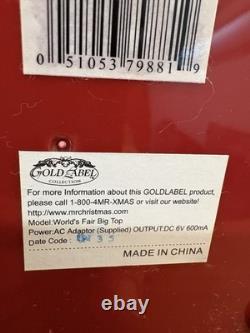 0 51053 79881 9
GOLD LABEL
COLLECTION
For more Information about this GOLDLABEL product,
please call 1-800-4MR-XMAS or visit our website!
http://www.mrchristmas.com
Model:World's Fair Big Top
Power:AC Adaptor (Supplied) OUTPUT:DC 6V 600mA
Date Code:
MADE IN CHINA